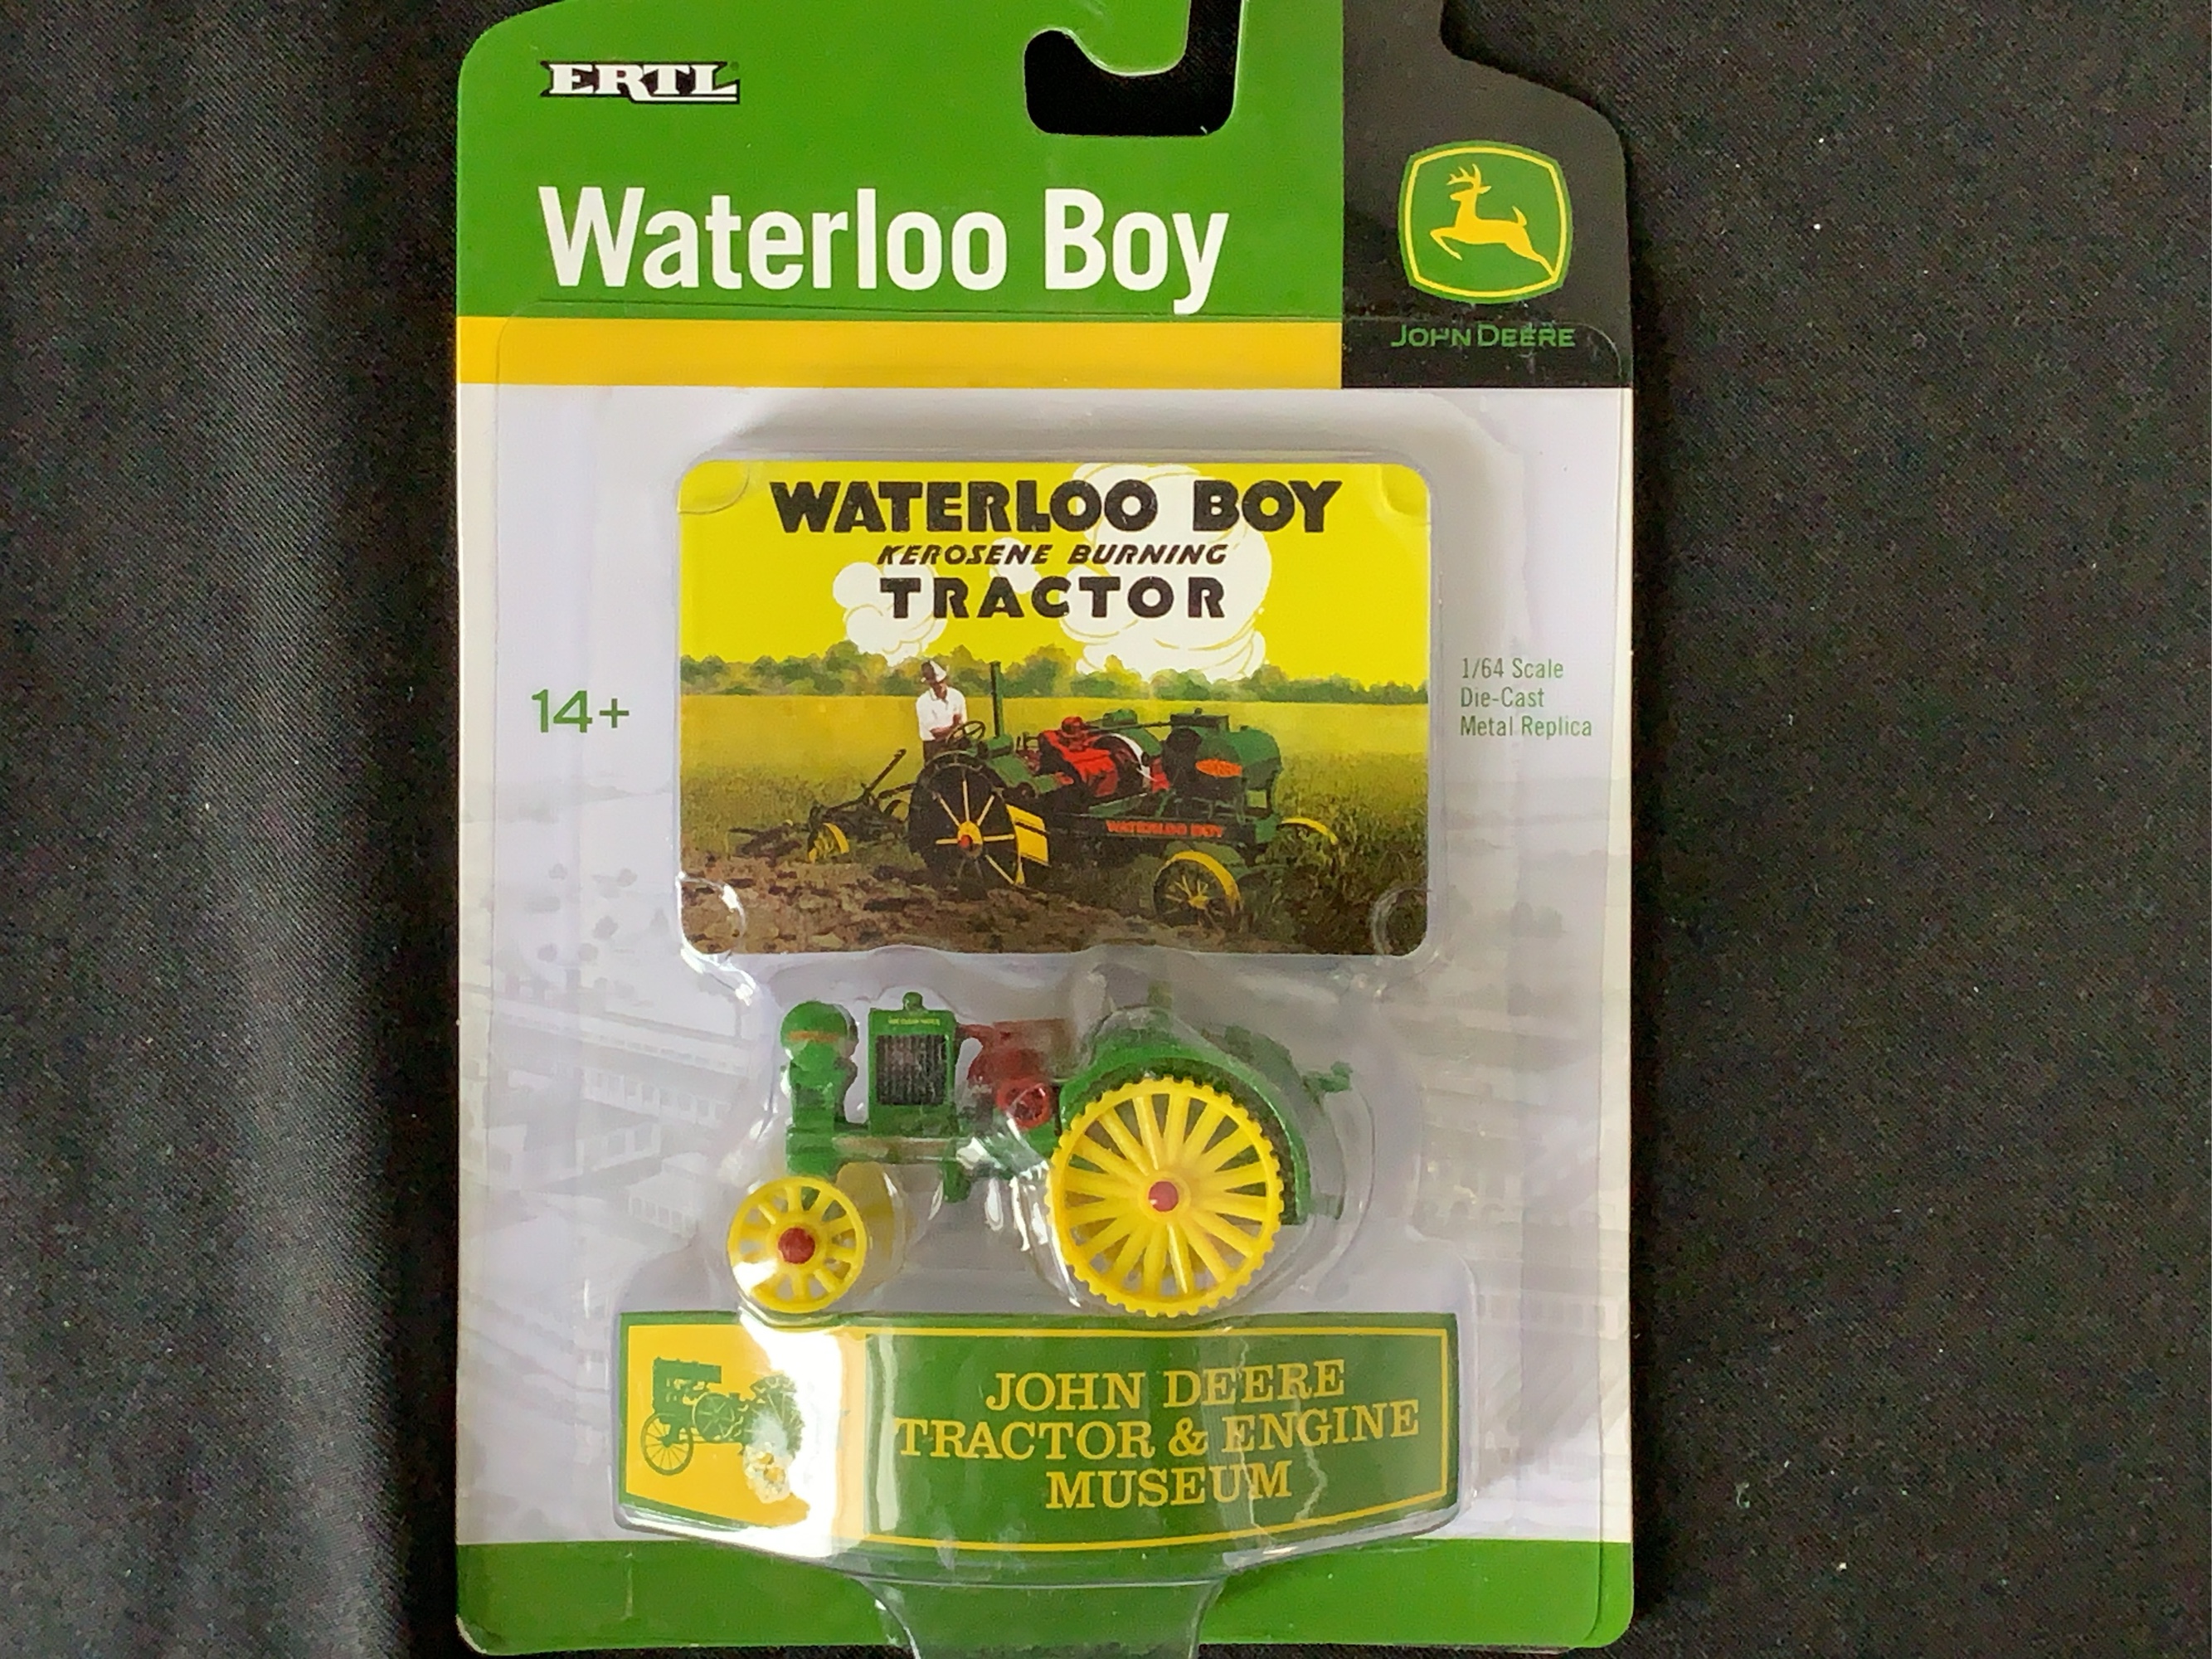 ERTL
Waterloo Boy
JOHN DEERE
WATERLOO BOY
KEROSENE BURNING
TRACTOR
14+
1/64 Scale
Die-Cast
Metal Replica
WATERLOO BOY
JOHN DEERE
TRACTOR & ENGINE
MUSEUM